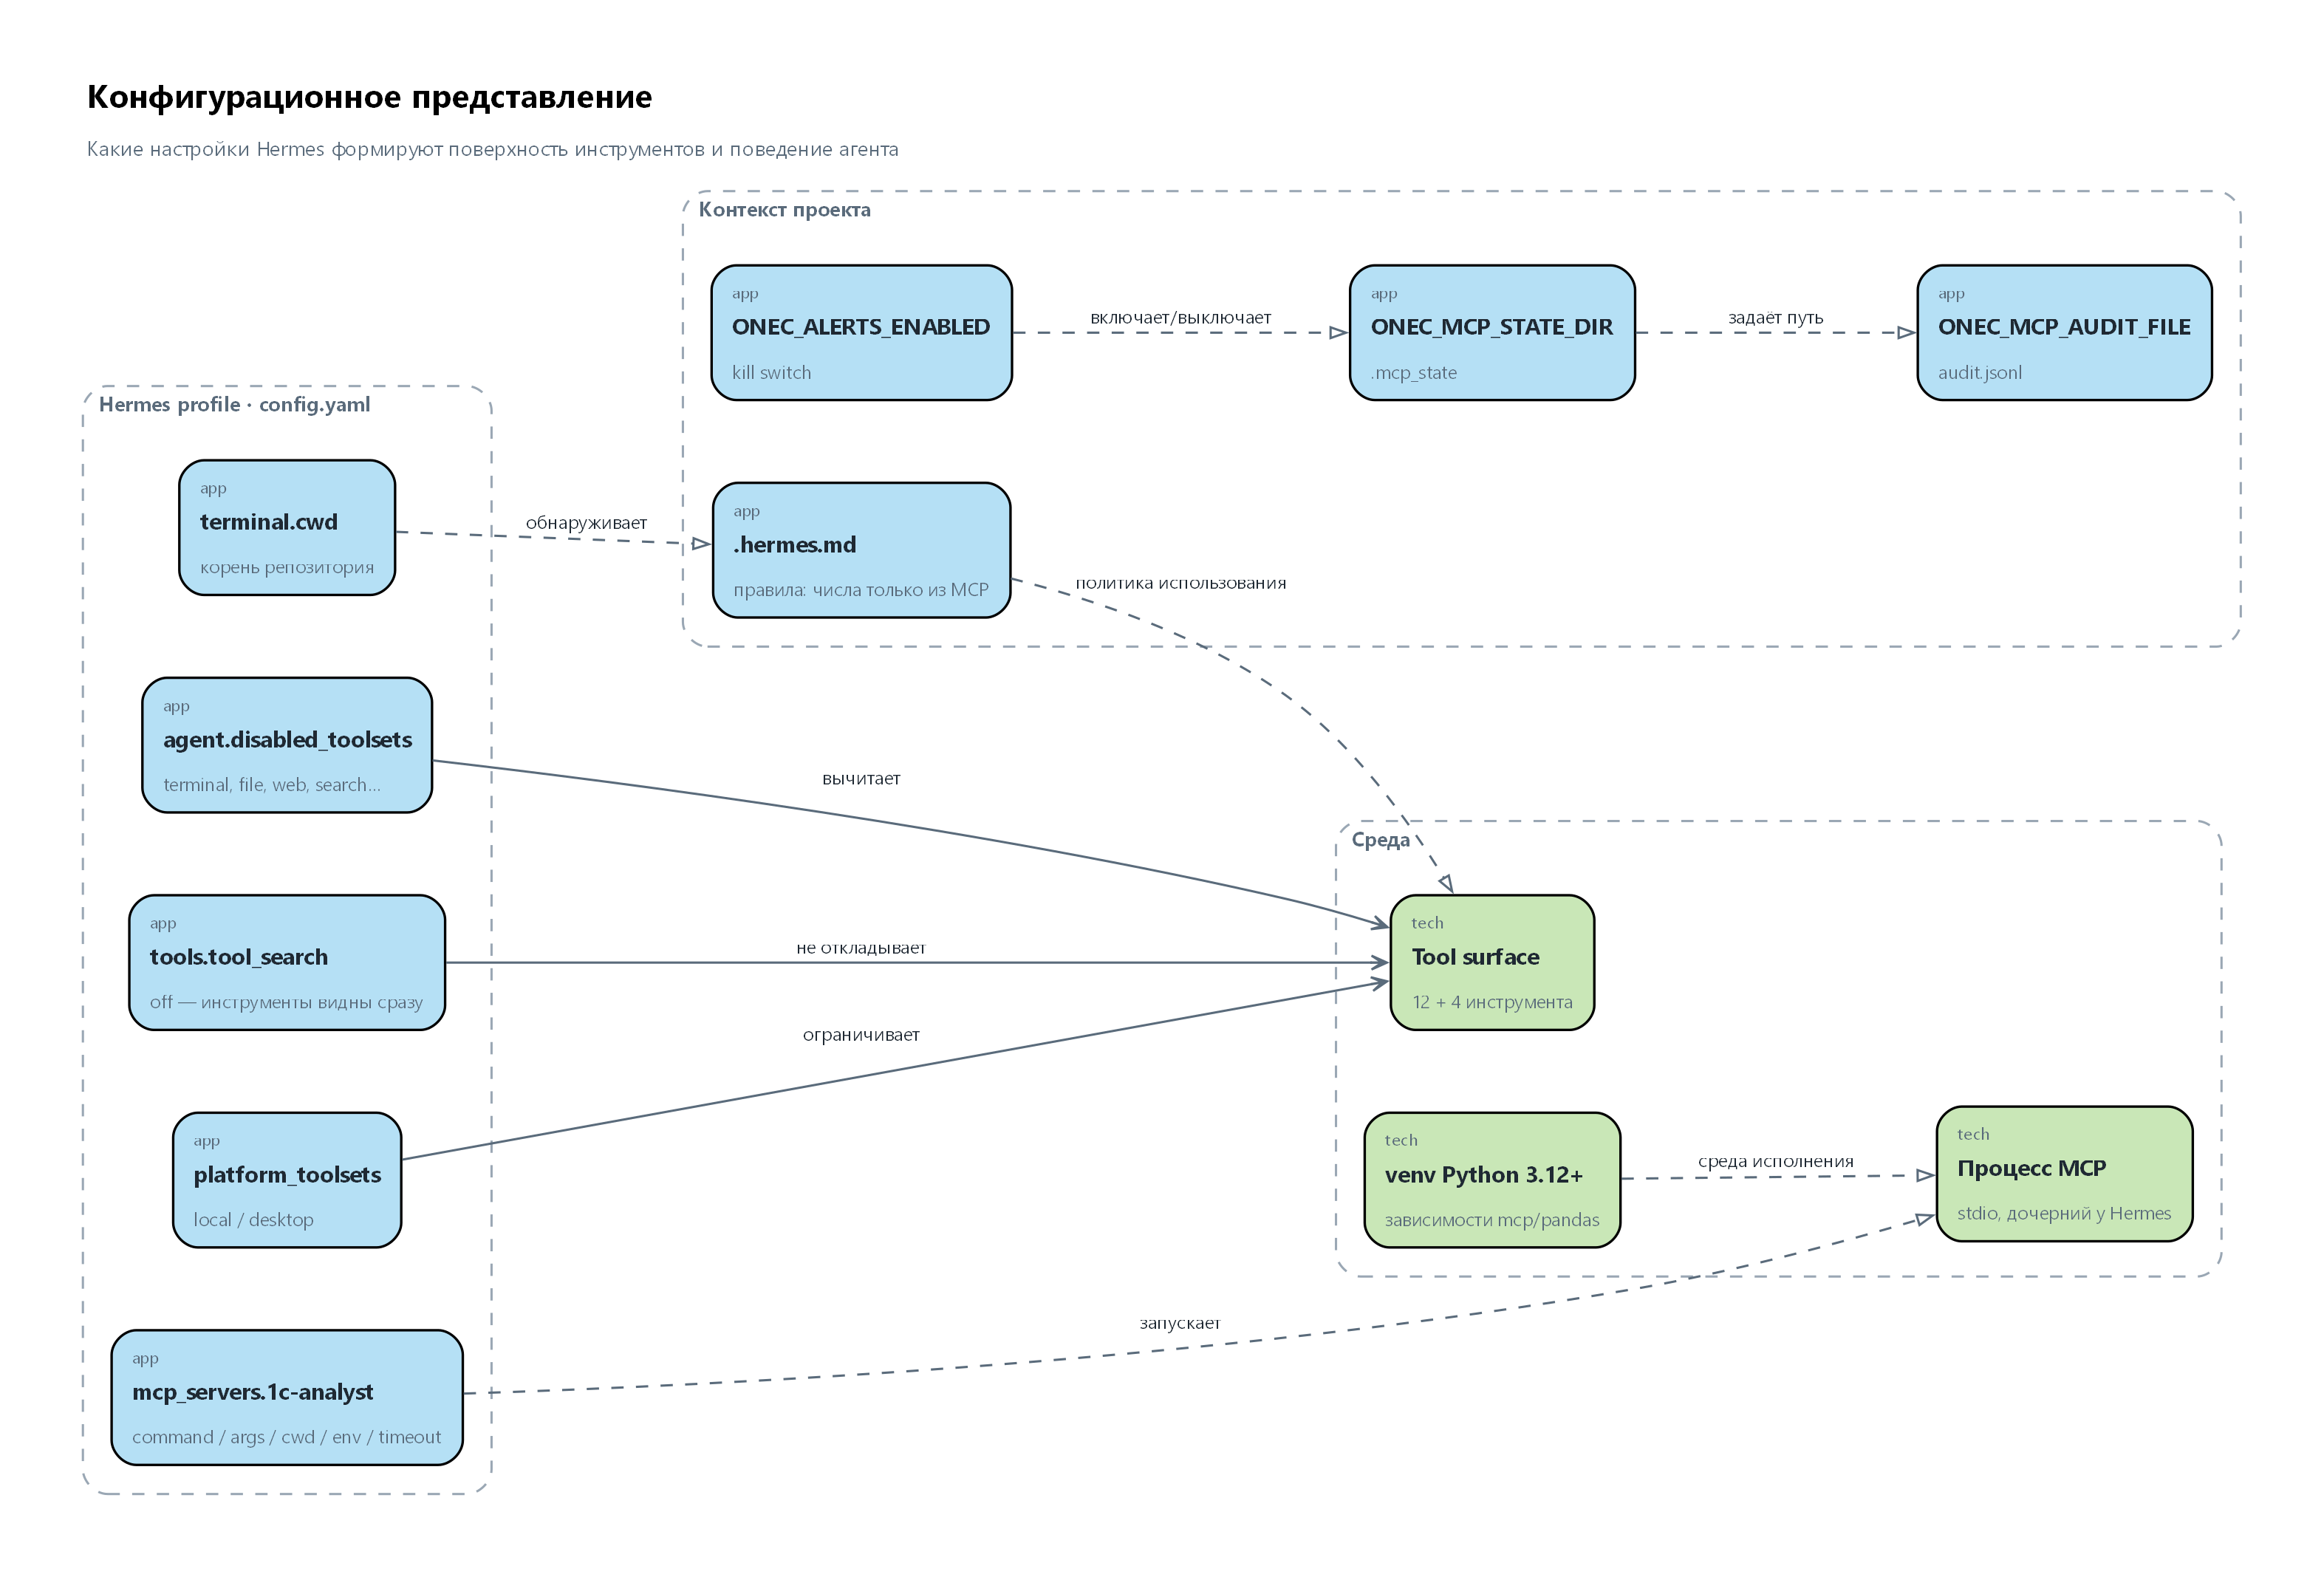 Конфигурационное представление
Какие настройки Hermes формируют поверхность инструментов и поведение агента
Контекст проекта
app
ONEC_ALERTS_ENABLED
kill switch
включает/выключает
app
ONEC_MCP_STATE_DIR
.mcp_state
задаёт путь
app
ONEC_MCP_AUDIT_FILE
audit.jsonl
Hermes profile · config.yaml
app
terminal.cwd
корень репозитория
обнаруживает
app
.hermes.md
правила: числа только из MCP
политика использования
app
agent.disabled_toolsets
terminal, file, web, search...
вычитает
Среда
app
tools.tool_search
off — инструменты видны сразу
не откладывает
tech
Tool surface
12 + 4 инструмента
ограничивает
app
platform_toolsets
local / desktop
tech
venv Python 3.12+
зависимости mcp/pandas
среда исполнения
tech
Процесс MCP
stdio, дочерний у Hermes
запускает
app
mcp_servers.1c-analyst
command / args / cwd / env / timeout